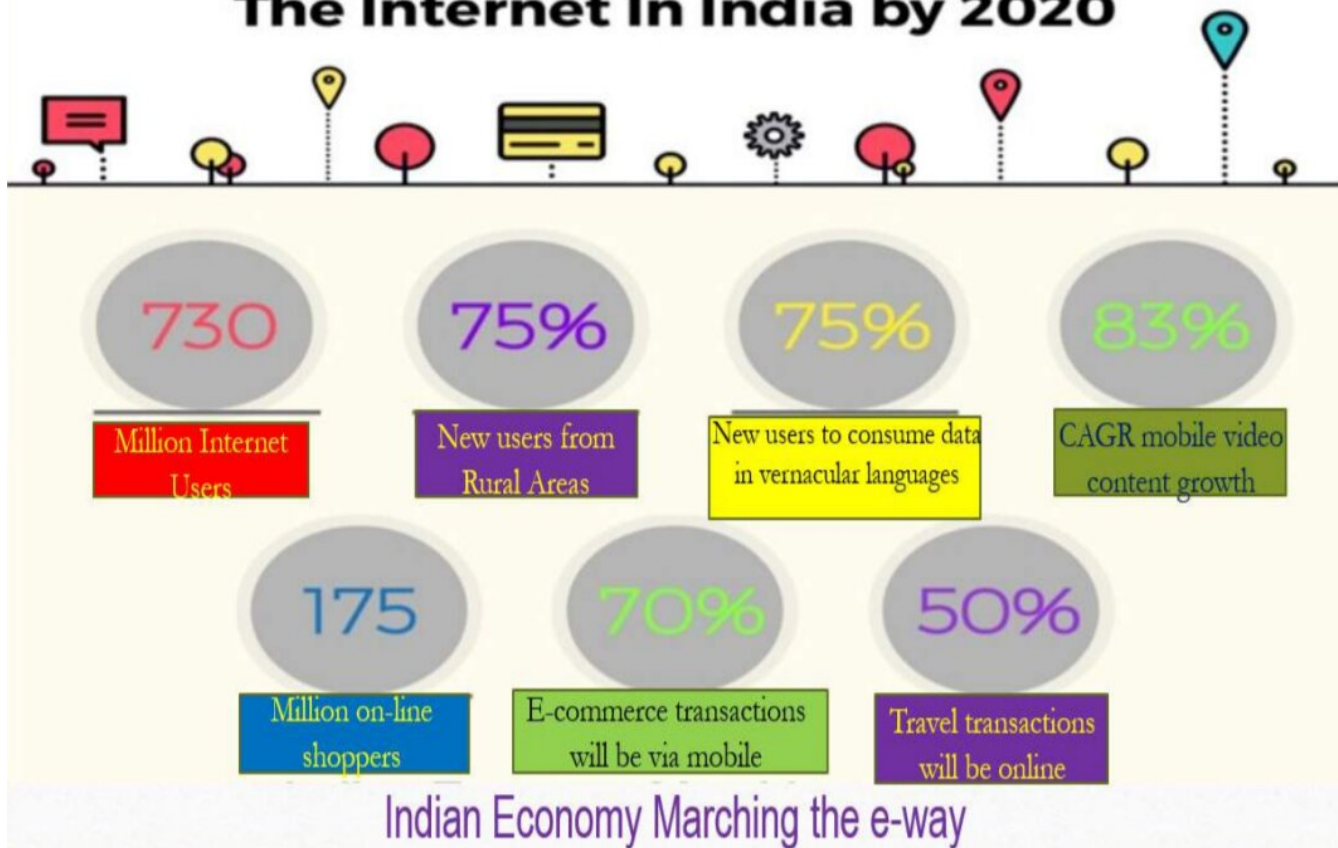 The Internet in India by 2020
730
75%
75%
83%
Million Internet
Users
New users from
Rural Areas
New users to consume data
in vernacular languages
CAGR mobile video
content growth
175
70%
50%
Million on-line
shoppers
E-commerce transactions
will be via mobile
Travel transactions
will be online
Indian Economy Marching the e-way